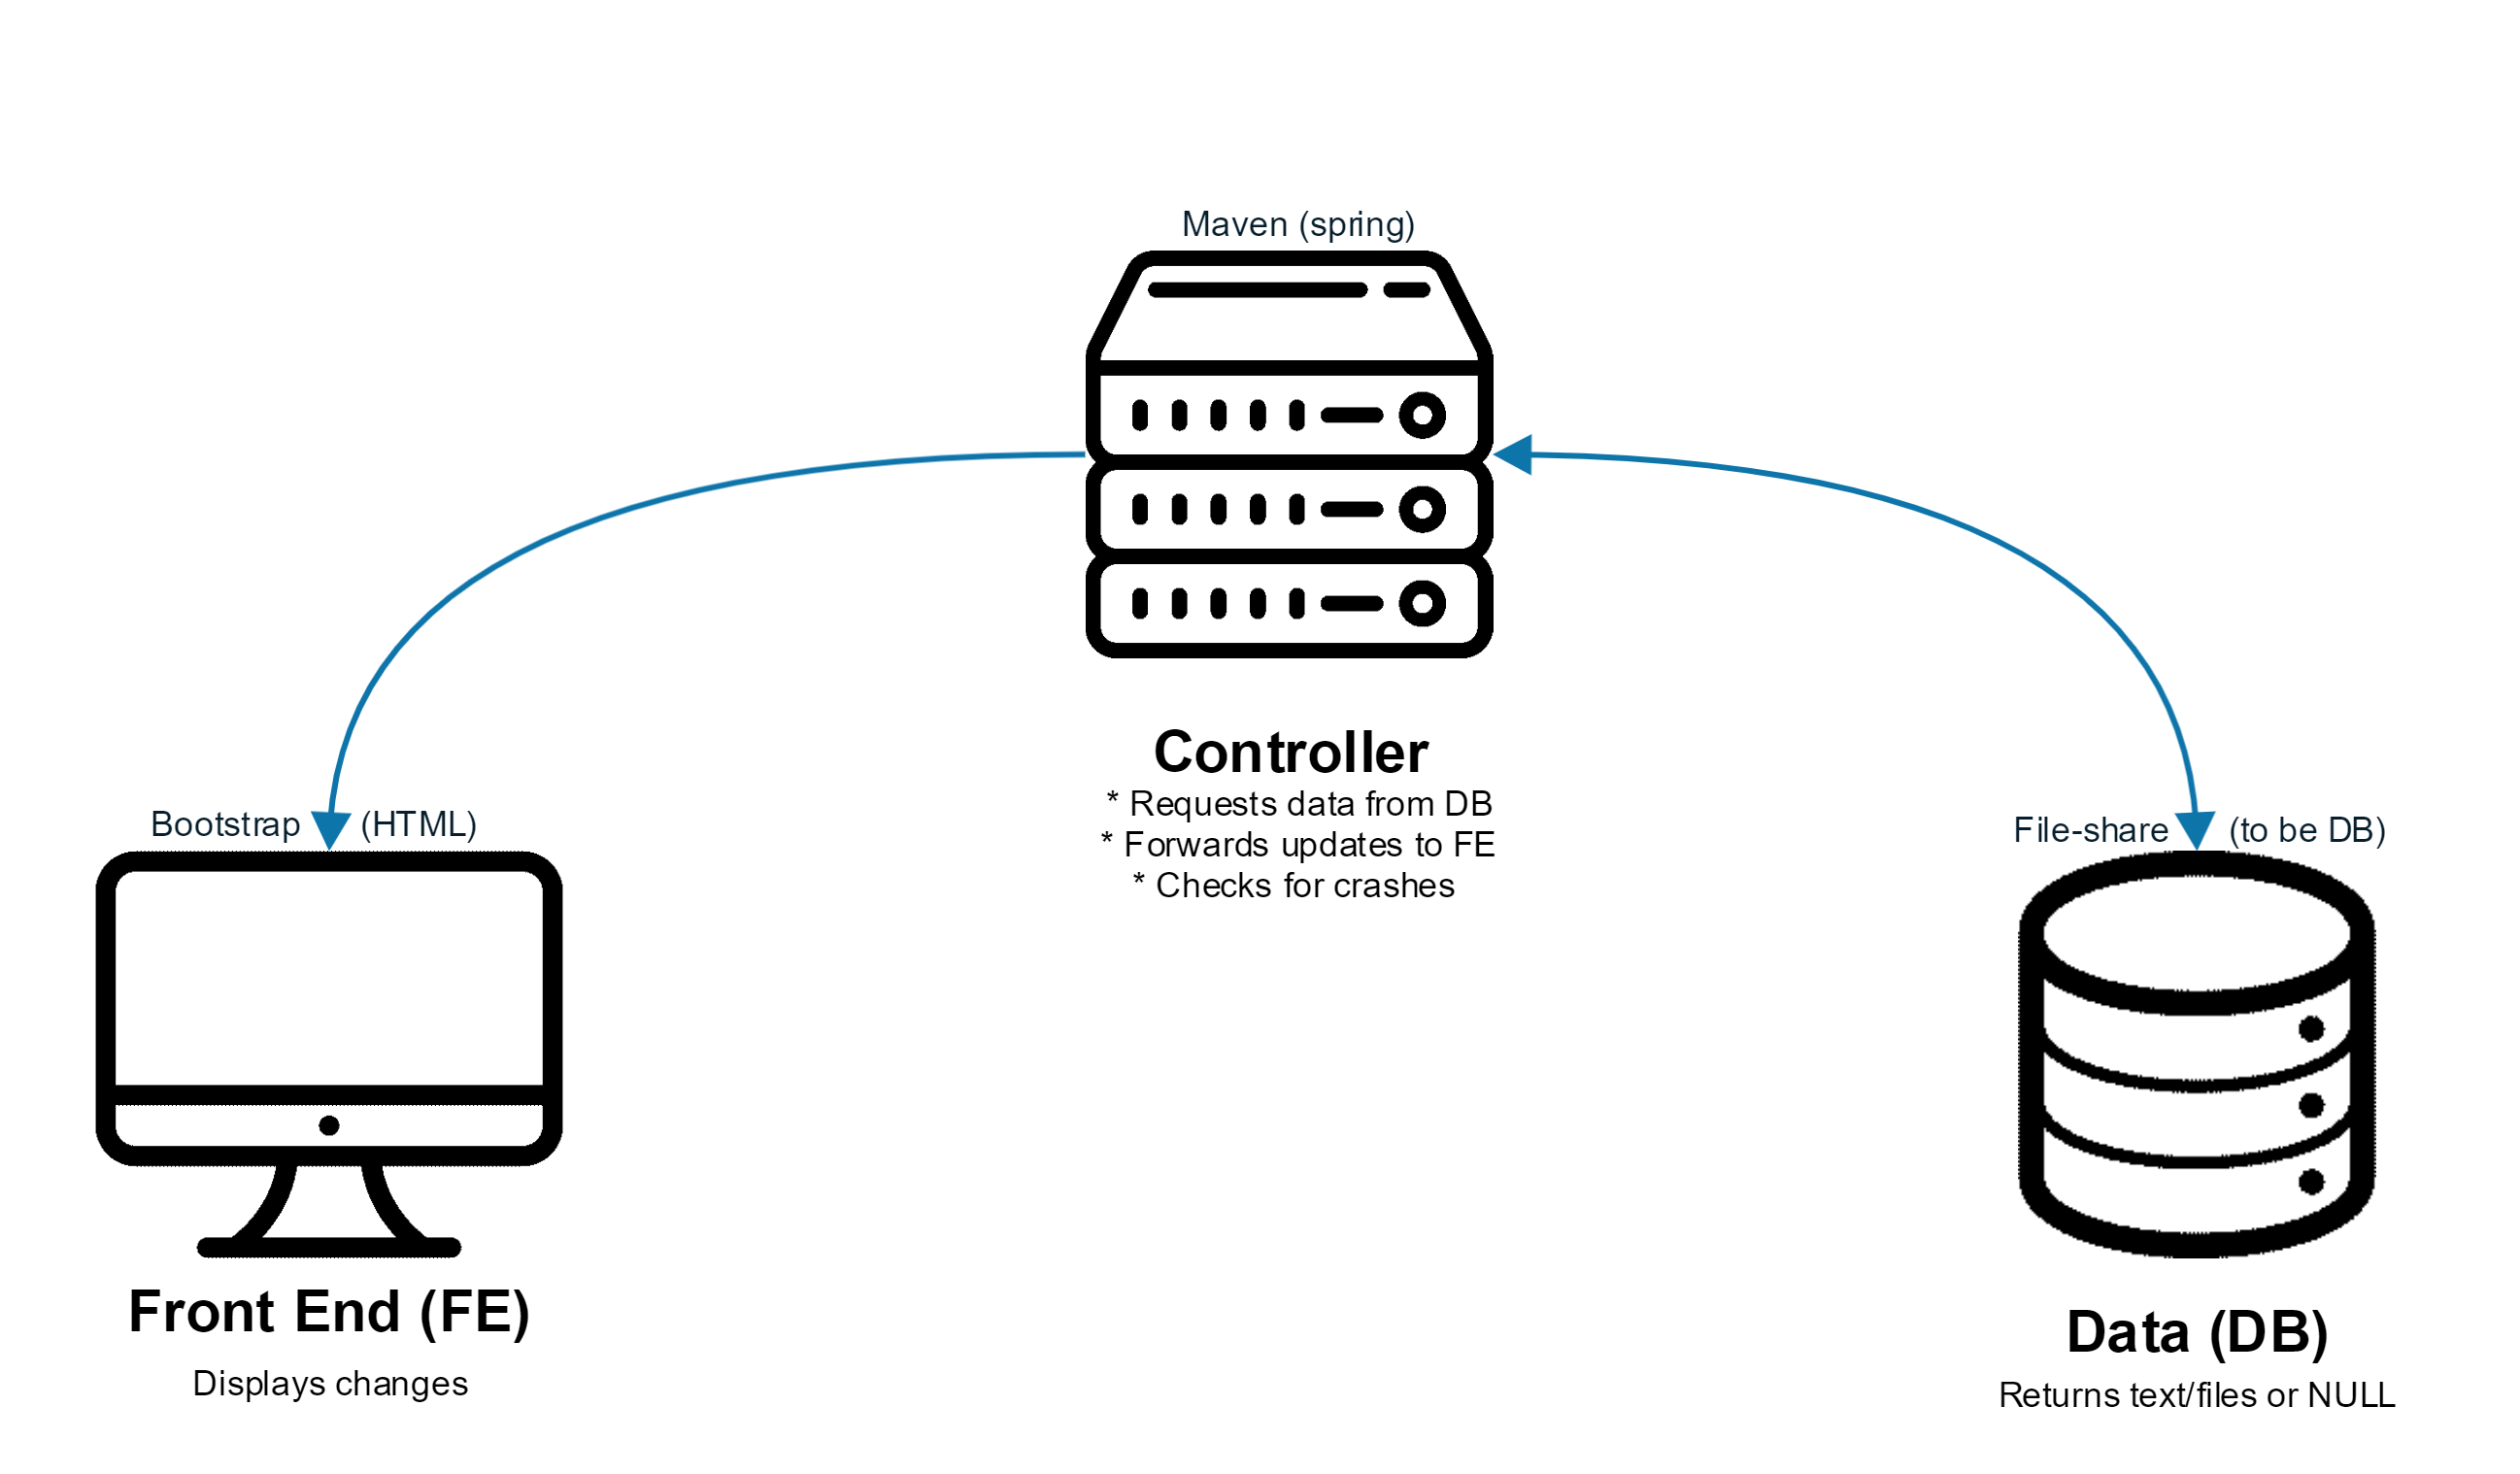 Maven (spring)
Controller
* Requests data from DB
* Forwards updates to FE
* Checks for crashes
Bootstrap (HTML)
Front End (FE)
Displays changes
File-share (to be DB)
Data (DB)
Returns text/files or NULL